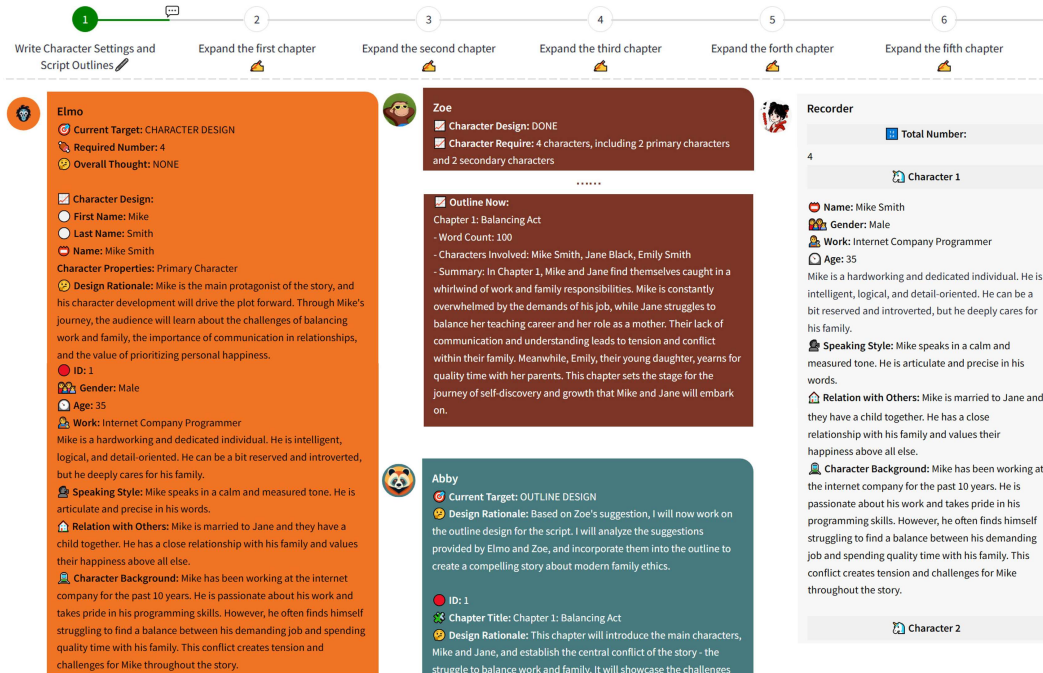 1
2
3
4
5
6
Write Character Settings and
Script Outlines
Expand the first chapter
Expand the second chapter
Expand the third chapter
Expand the forth chapter
Expand the fifth chapter
Elmo
Current Target: CHARACTER DESIGN
Required Number: 4
Overall Thought: NONE
Character Design:
First Name: Mike
Last Name: Smith
Name: Mike Smith
Character Properties: Primary Character
Design Rationale: Mike is the main protagonist of the story, and
his character development will drive the plot forward. Through Mike's
journey, the audience will learn about the challenges of balancing
work and family, the importance of communication in relationships,
and the value of prioritizing personal happiness.
ID: 1
Gender: Male
Age: 35
Work: Internet Company Programmer
Mike is a hardworking and dedicated individual. He is intelligent,
logical, and detail-oriented. He can be a bit reserved and introverted,
but he deeply cares for his family.
Speaking Style: Mike speaks in a calm and measured tone. He is
articulate and precise in his words.
Relation with Others: Mike is married to Jane and they have a
child together. He has a close relationship with his family and values
their happiness above all else.
Character Background: Mike has been working at the internet
company for the past 10 years. He is passionate about his work and
takes pride in his programming skills. However, he often finds himself
struggling to find a balance between his demanding job and spending
quality time with his family. This conflict creates tension and
challenges for Mike throughout the story.
Zoe
Character Design: DONE
Character Require: 4 characters, including 2 primary characters
and 2 secondary characters
......
Outline Now:
Chapter 1: Balancing Act
- Word Count: 100
- Characters Involved: Mike Smith, Jane Black, Emily Smith
- Summary: In Chapter 1, Mike and Jane find themselves caught in a
whirlwind of work and family responsibilities. Mike is constantly
overwhelmed by the demands of his job, while Jane struggles to
balance her teaching career and her role as a mother. Their lack of
communication and understanding leads to tension and conflict
within their family. Meanwhile, Emily, their young daughter, yearns for
quality time with her parents. This chapter sets the stage for the
journey of self-discovery and growth that Mike and Jane will embark
on.
Abby
Current Target: OUTLINE DESIGN
Design Rationale: Based on Zoe's suggestion, I will now work on
the outline design for the script. I will analyze the suggestions
provided by Elmo and Zoe, and incorporate them into the outline to
create a compelling story about modern family ethics.
ID: 1
Chapter Title: Chapter 1: Balancing Act
Design Rationale: This chapter will introduce the main characters,
Mike and Jane, and establish the central conflict of the story - the
struggle to balance work and family. It will showcase the challenges
Recorder
Total Number:
4
Character 1
Name: Mike Smith
Gender: Male
Work: Internet Company Programmer
Age: 35
Mike is a hardworking and dedicated individual. He is
intelligent, logical, and detail-oriented. He can be a
bit reserved and introverted, but he deeply cares for
his family.
Speaking Style: Mike speaks in a calm and
measured tone. He is articulate and precise in his
words.
Relation with Others: Mike is married to Jane and
they have a child together. He has a close
relationship with his family and values their
happiness above all else.
Character Background: Mike has been working at
the internet company for the past 10 years. He is
passionate about his work and takes pride in his
programming skills. However, he often finds himself
struggling to find a balance between his demanding
job and spending quality time with his family. This
conflict creates tension and challenges for Mike
throughout the story.
Character 2